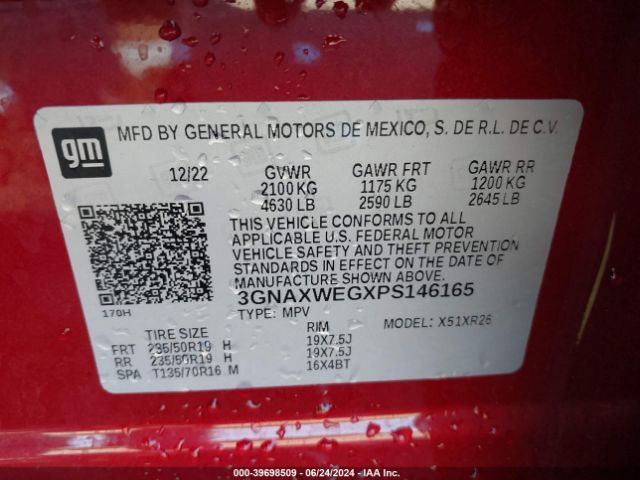 gm
MFD BY GENERAL MOTORS DE MEXICO, S. DE R.L. DE C.V.
12/22 GVWR GAWR FRT GAWR RR
2100 KG 1175 KG 1200 KG
4630 LB 2590 LB 2645 LB
THIS VEHICLE CONFORMS TO ALL
APPLICABLE U.S. FEDERAL MOTOR
VEHICLE SAFETY AND THEFT PREVENTION
STANDARDS IN EFFECT ON THE DATE OF
MANUFACTURE SHOWN ABOVE.
3GNAXWEGXPS146165
170H TYPE: MPV MODEL: X51XR26
TIRE SIZE RIM
FRT 235/50R19 H 19X7.5J
RR 235/50R19 H 19X7.5J
SPA T135/70R16 M 16X4BT
000-39698509 - 06/24/2024 - IAA Inc.